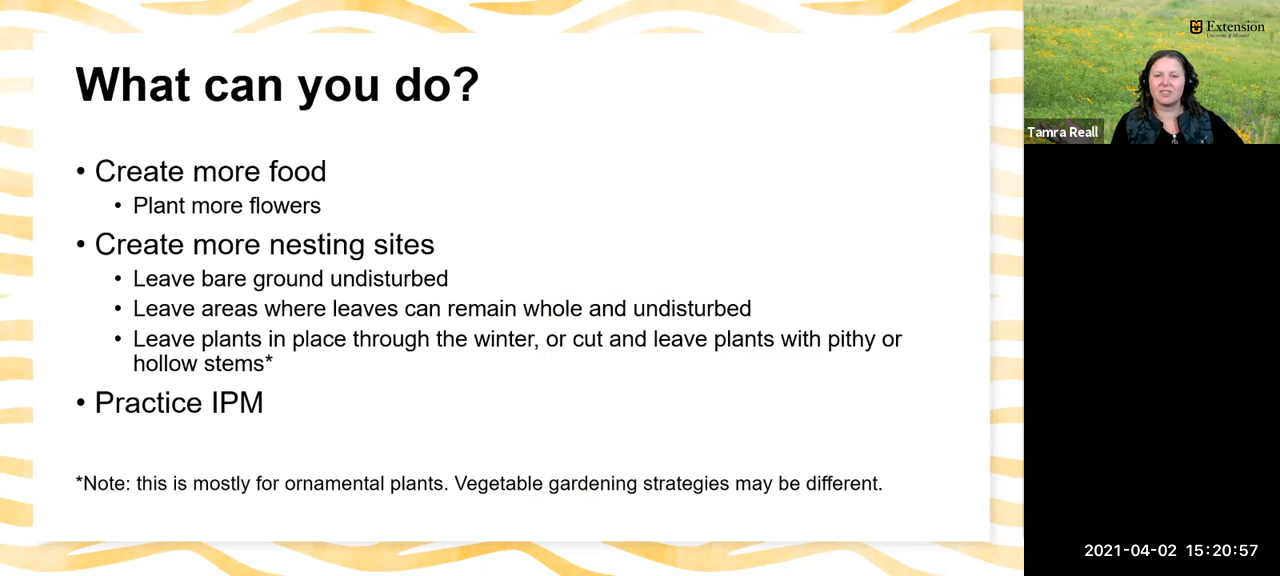 What can you do?
• Create more food
• Plant more flowers
• Create more nesting sites
• Leave bare ground undisturbed
• Leave areas where leaves can remain whole and undisturbed
• Leave plants in place through the winter, or cut and leave plants with pithy or
hollow stems*
• Practice IPM
*Note: this is mostly for ornamental plants. Vegetable gardening strategies may be different.
Extension
University of Missouri
Tamra Reall
2021-04-02 15:20:57